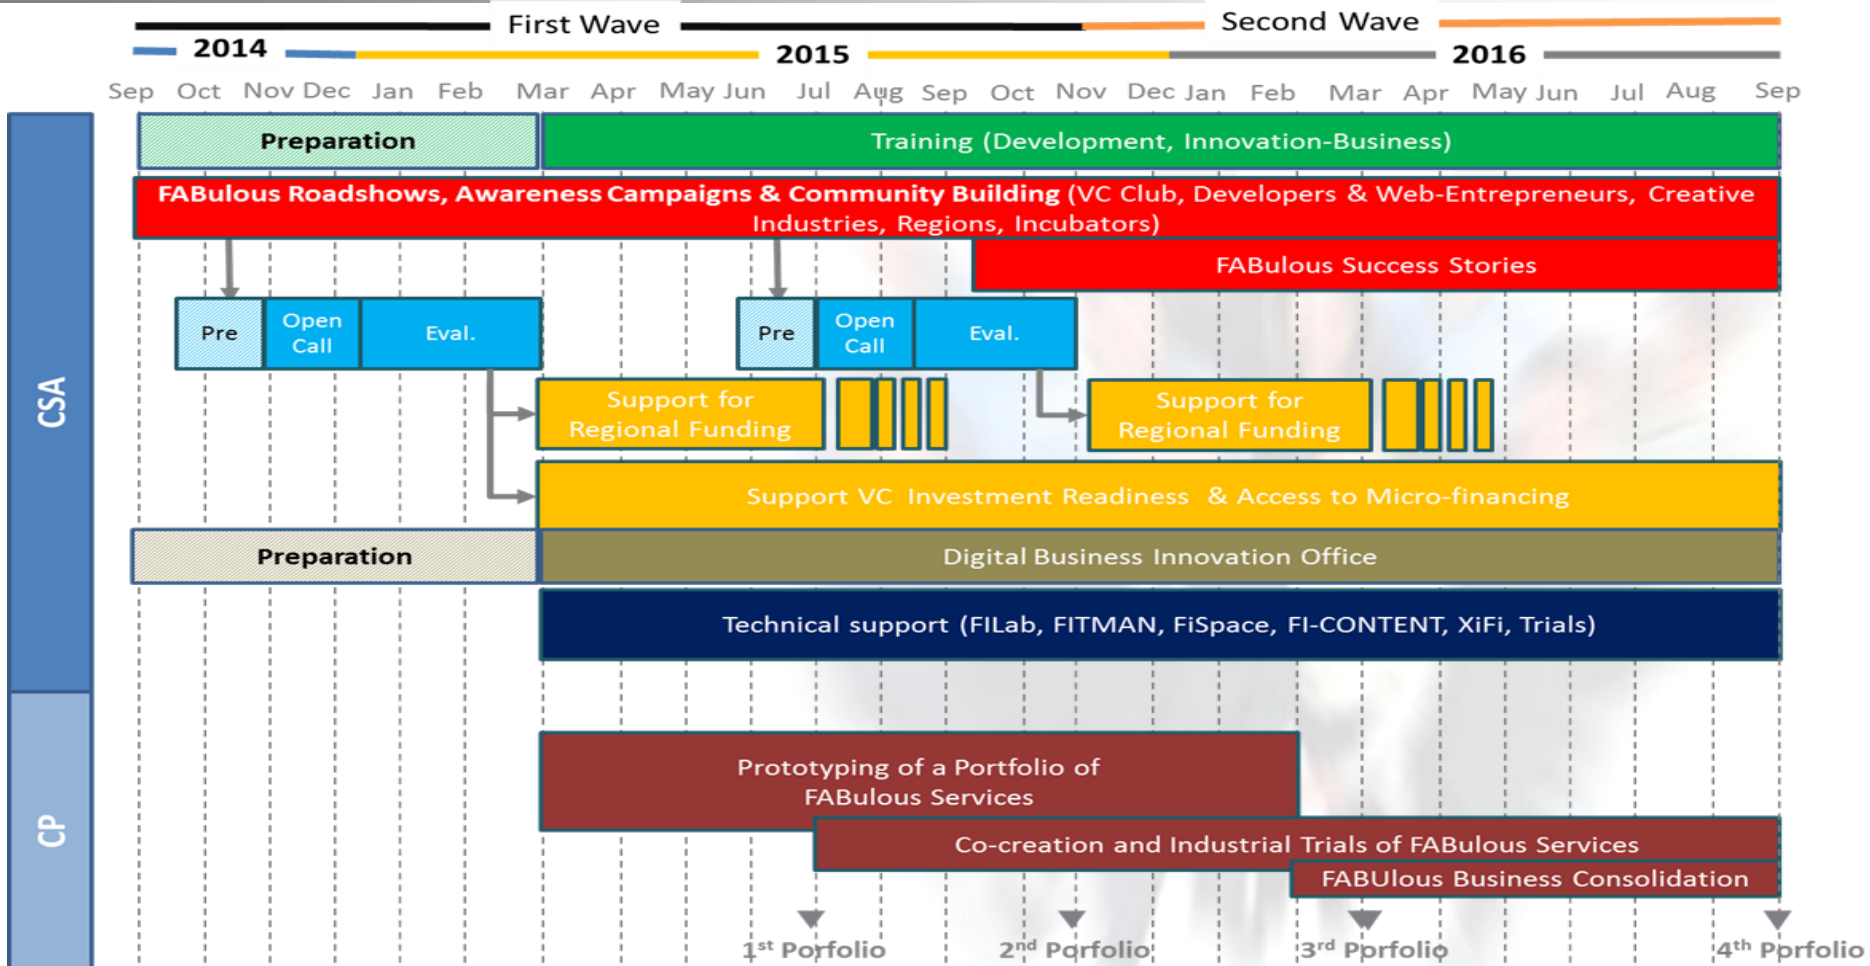 First Wave
Second Wave
2014
2015
2016
Sep Oct Nov Dec Jan Feb Mar Apr May Jun Jul Aug Sep Oct Nov Dec Jan Feb Mar Apr May Jun Jul Aug Sep
CSA
Preparation
Training (Development, Innovation-Business)
FABulous Roadshows, Awareness Campaigns & Community Building (VC Club, Developers & Web-Entrepreneurs, Creative
Industries, Regions, Incubators)
FABulous Success Stories
Pre
Open
Call
Eval.
Pre
Open
Call
Eval.
Support for
Regional Funding
Support for
Regional Funding
Support VC Investment Readiness & Access to Micro-financing
Preparation
Digital Business Innovation Office
Technical support (FILab, FITMAN, FiSpace, FI-CONTENT, XiFi, Trials)
CP
Prototyping of a Portfolio of
FABulous Services
Co-creation and Industrial Trials of FABulous Services
FABUlous Business Consolidation
1st Porfolio
2nd Porfolio
3rd Porfolio
4th Porfolio